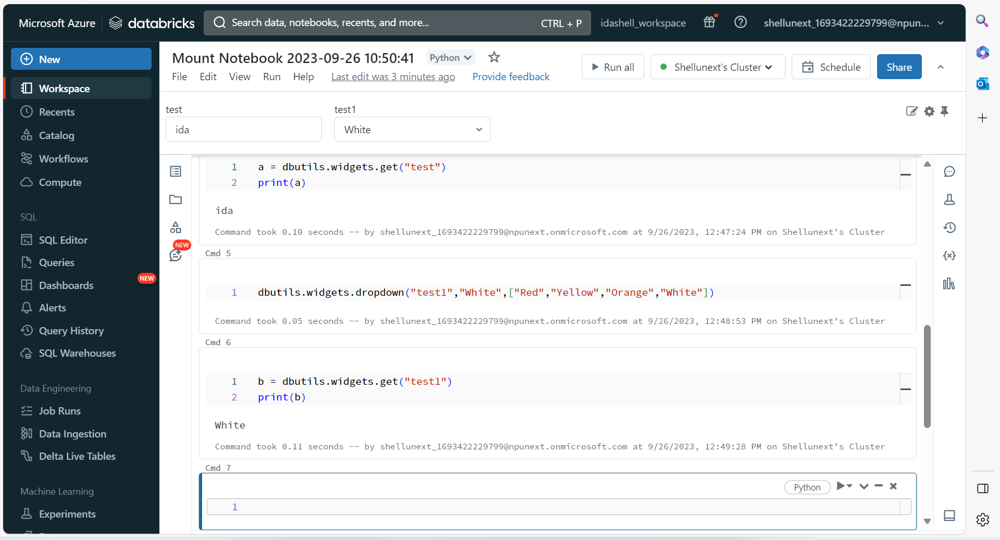 Microsoft Azure
databricks
Search data, notebooks, recents, and more...
CTRL + P
idashell_workspace
shellunext_1693422229799@npun...
New
Workspace
Recents
Catalog
Workflows
Compute
SQL
SQL Editor
Queries
Dashboards
NEW
Alerts
Query History
SQL Warehouses
Data Engineering
Job Runs
Data Ingestion
Delta Live Tables
Machine Learning
Experiments
Mount Notebook 2023-09-26 10:50:41
Python
File Edit View Run Help Last edit was 3 minutes ago Provide feedback
Run all
Shellunext's Cluster
Schedule
Share
test
ida
test1
White
NEW
1 a = dbutils.widgets.get("test")
2 print(a)
ida
Command took 0.10 seconds -- by shellunext_1693422229799@npunext.onmicrosoft.com at 9/26/2023, 12:47:24 PM on Shellunext's Cluster
Cmd 5
1 dbutils.widgets.dropdown("test1","White",["Red","Yellow","Orange","White"])
Command took 0.05 seconds -- by shellunext_1693422229799@npunext.onmicrosoft.com at 9/26/2023, 12:48:53 PM on Shellunext's Cluster
Cmd 6
1 b = dbutils.widgets.get("test1")
2 print(b)
White
Command took 0.11 seconds -- by shellunext_1693422229799@npunext.onmicrosoft.com at 9/26/2023, 12:49:28 PM on Shellunext's Cluster
Cmd 7
Python
1